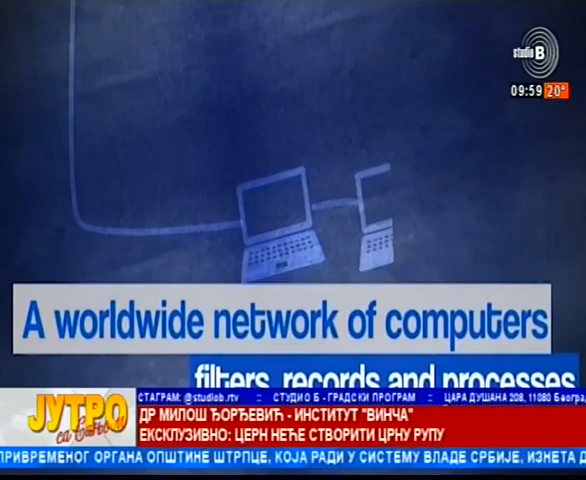 studio B
09:59 20°
A worldwide network of computers
filters, records and processes
СТАГРАМ: @studiob.rtv :: СТУДИО Б - ГРАДСКИ ПРОГРАМ :: ЦАРА ДУШАНА 208, 11080 Београ
ЈУТРО
са
ДР МИЛОШ ЂОРЂЕВИЋ - ИНСТИТУТ "ВИНЧА"
ЕКСКЛУЗИВНО: ЦЕРН НЕЋЕ СТВОРИТИ ЦРНУ РУПУ
ПРИВРЕМЕНОГ ОРГАНА ОПШТИНЕ ШТРПЦЕ, КОЈА РАДИ У СИСТЕМУ ВЛАДЕ СРБИЈЕ, ИЗНЕТА Д